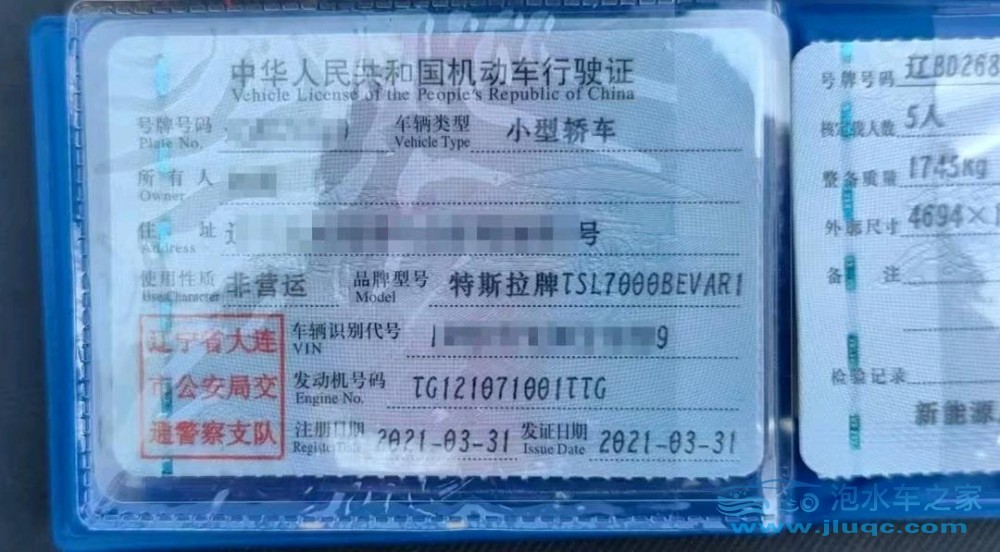 中华人民共和国机动车行驶证
Vehicle License of the People's Republic of China
号牌号码
Plate No.
车辆类型 小型轿车
Vehicle Type
所有人
Owner
住址 号
Address
使用性质 非营运 品牌型号 特斯拉牌TSL7000BEVAR1
Use Character Model
辽宁省大连
市公安局交
通警察支队
车辆识别代号
VIN
发动机号码 TG121071001TTG
Engine No.
注册日期 2021-03-31 发证日期 2021-03-31
Register Date Issue Date
号牌号码 辽BD268
核定载人数 5人
整备质量 1745kg
外廓尺寸 4694×
备注
检验记录
新能源
泡水车之家
www.jluqc.com